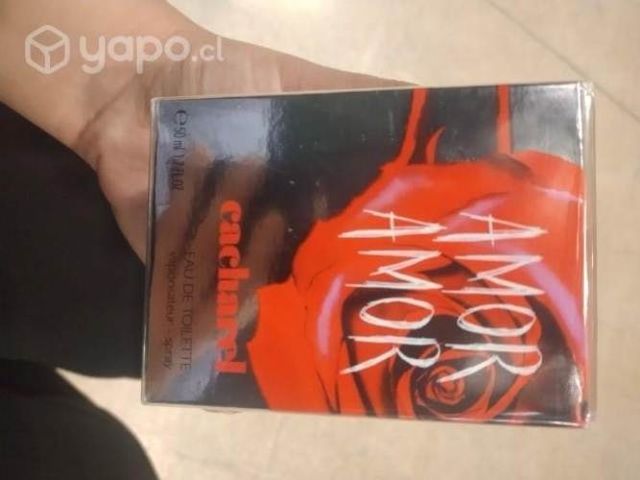 yapo.cl
AMOR
AMOR
cacharel
EAU DE TOILETTE
vaporisateur - spray
e 50 ml 1.7 FL.OZ